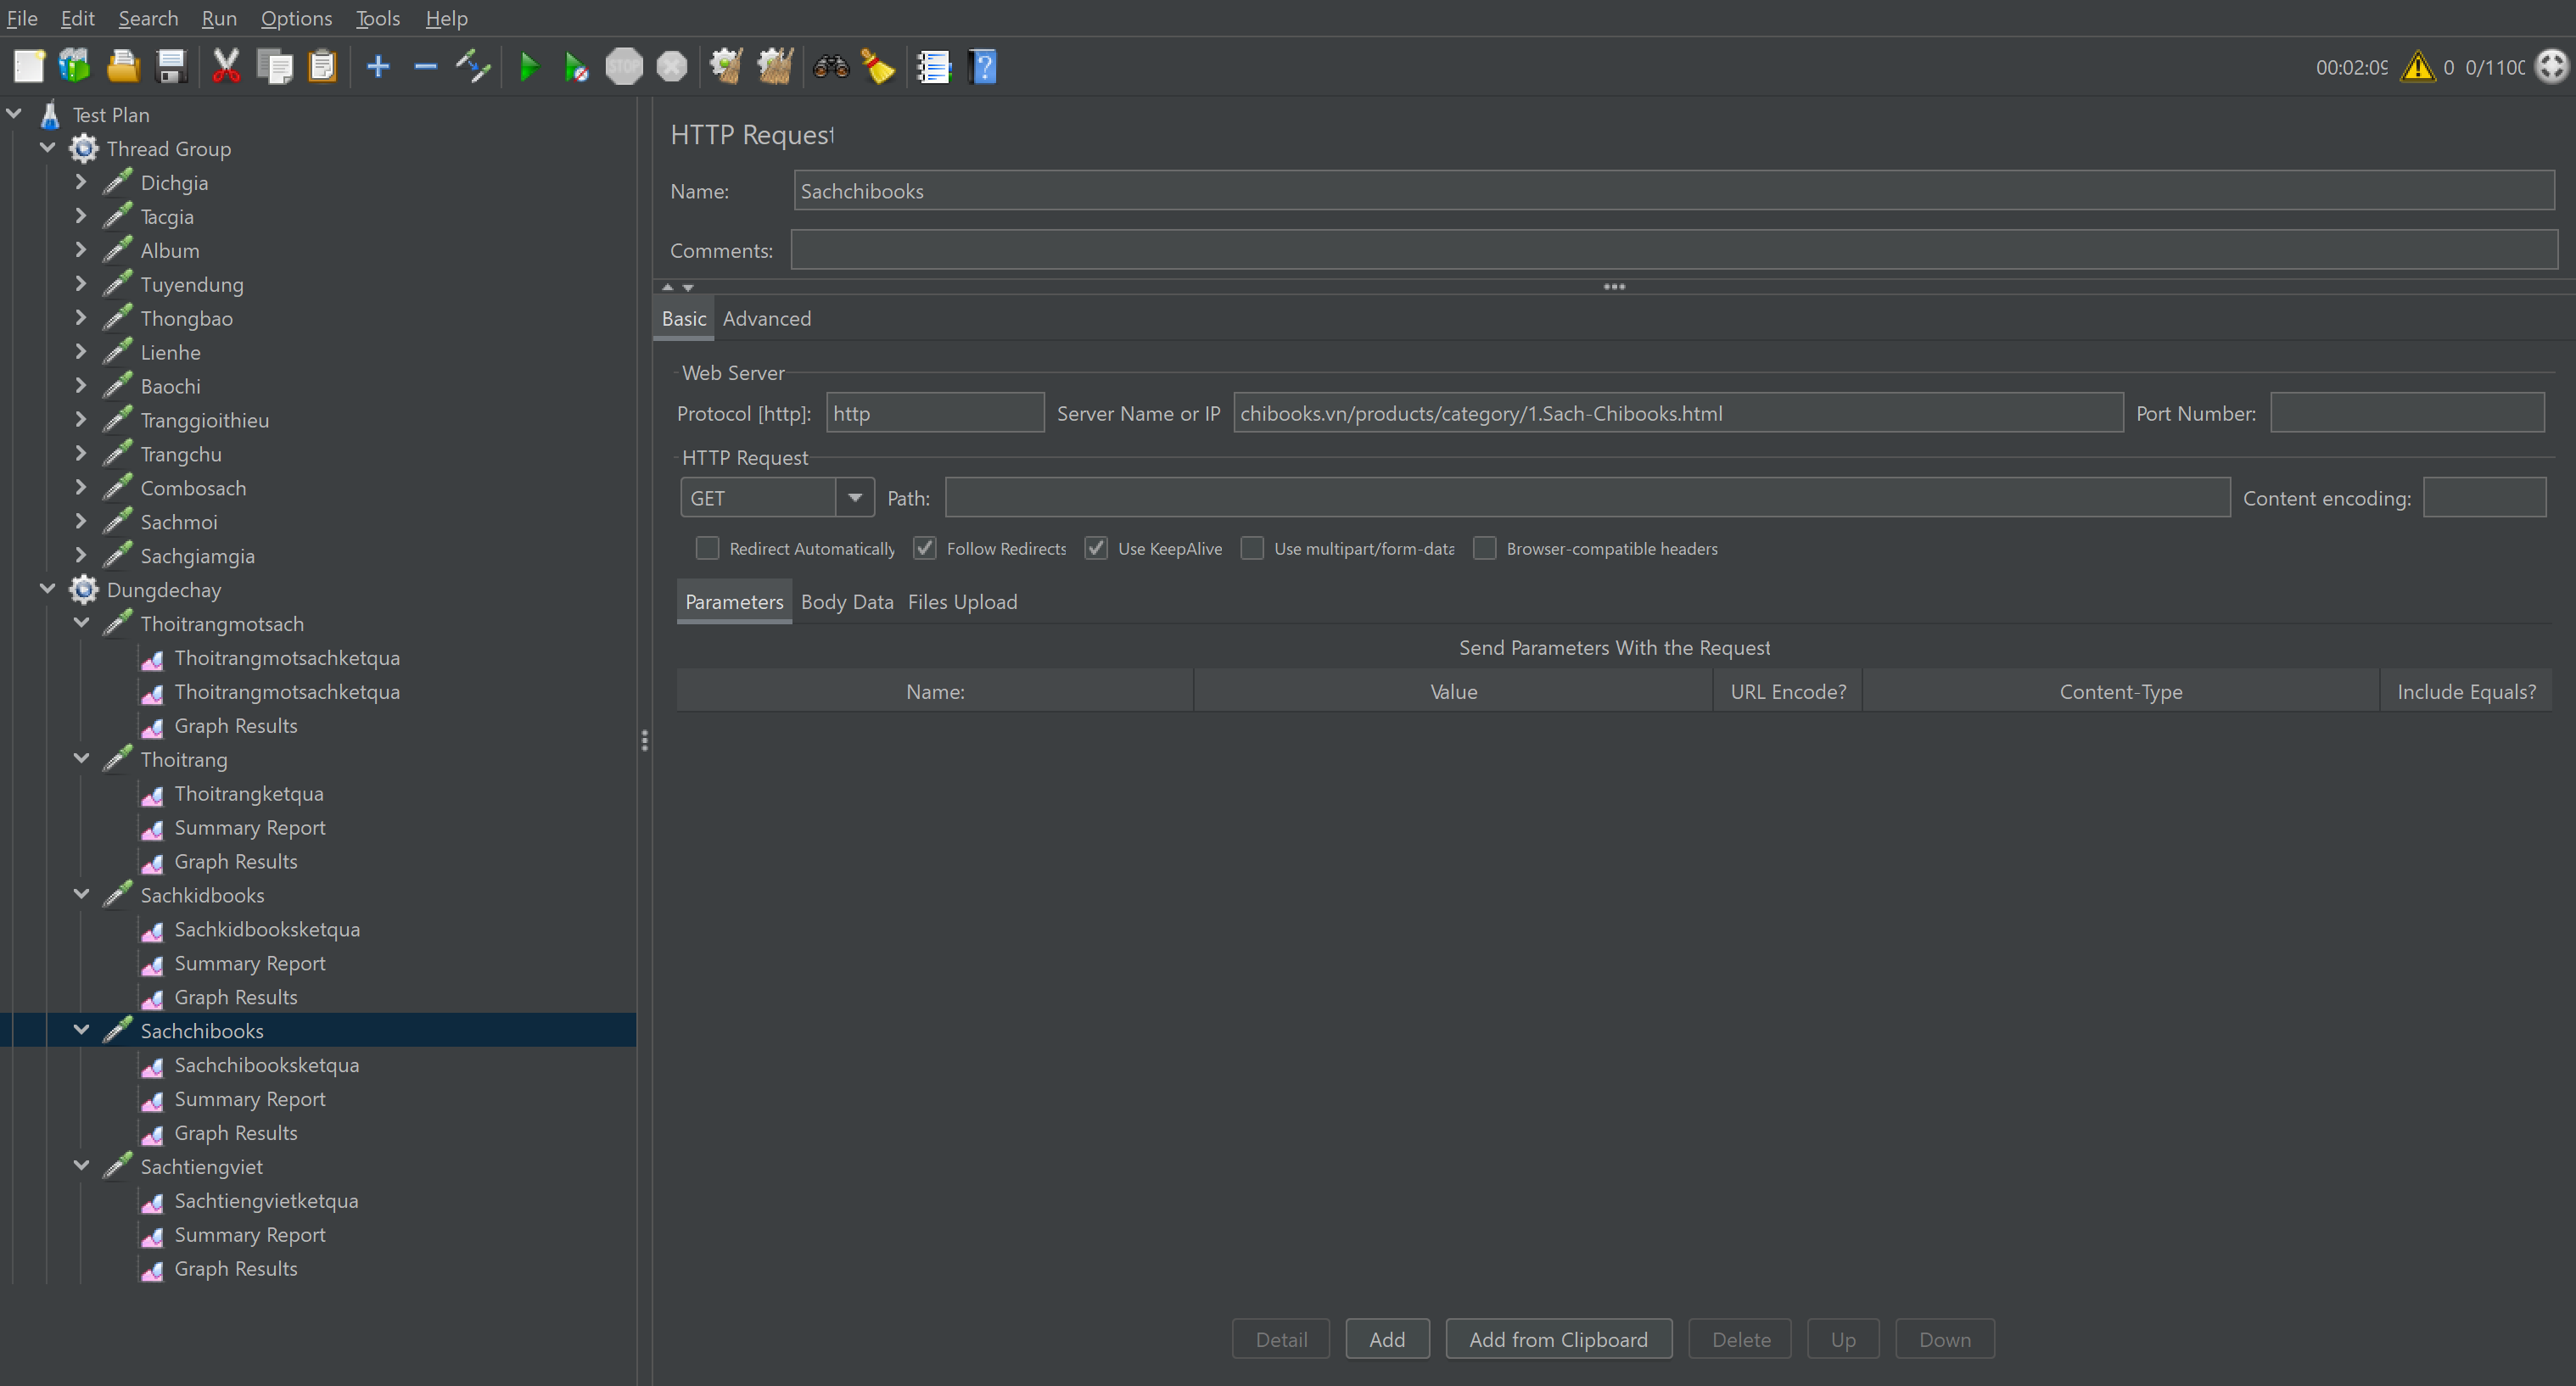 File Edit Search Run Options Tools Help
STOP
00:02:09 0 0/1100
Test Plan
Thread Group
Dichgia
Tacgia
Album
Tuyendung
Thongbao
Lienhe
Baochi
Tranggioithieu
Trangchu
Combosach
Sachmoi
Sachgiamgia
Dungdechay
Thoitrangmotsach
Thoitrangmotsachketqua
Thoitrangmotsachketqua
Graph Results
Thoitrang
Thoitrangketqua
Summary Report
Graph Results
Sachkidbooks
Sachkidbooksketqua
Summary Report
Graph Results
Sachchibooks
Sachchibooksketqua
Summary Report
Graph Results
Sachtiengviet
Sachtiengvietketqua
Summary Report
Graph Results
HTTP Request
Name: Sachchibooks
Comments:
Basic Advanced
Web Server
Protocol [http]: http Server Name or IP chibooks.vn/products/category/1.Sach-Chibooks.html Port Number:
HTTP Request
GET Path: Content encoding:
Redirect Automatically Follow Redirects Use KeepAlive Use multipart/form-data Browser-compatible headers
Parameters Body Data Files Upload
Send Parameters With the Request
Name: Value URL Encode? Content-Type Include Equals?
Detail Add Add from Clipboard Delete Up Down